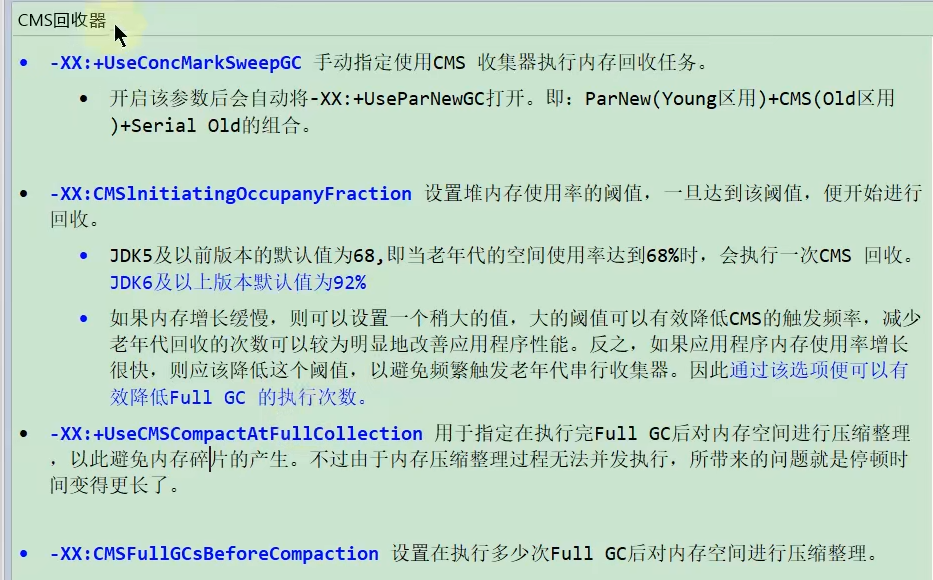 CMS回收器
• -XX:+UseConcMarkSweepGC 手动指定使用CMS 收集器执行内存回收任务。
• 开启该参数后会自动将-XX:+UseParNewGC打开。即：ParNew(Young区用)+CMS(Old区用
)+Serial Old的组合。
• -XX:CMSlnitiatingOccupanyFraction 设置堆内存使用率的阈值，一旦达到该阈值，便开始进行
回收。
• JDK5及以前版本的默认值为68,即当老年代的空间使用率达到68%时，会执行一次CMS 回收。
JDK6及以上版本默认值为92%
• 如果内存增长缓慢，则可以设置一个稍大的值，大的阈值可以有效降低CMS的触发频率，减少
老年代回收的次数可以较为明显地改善应用程序性能。反之，如果应用程序内存使用率增长
很快，则应该降低这个阈值，以避免频繁触发老年代串行收集器。因此通过该选项便可以有
效降低Full GC 的执行次数。
• -XX:+UseCMSCompactAtFullCollection 用于指定在执行完Full GC后对内存空间进行压缩整理
，以此避免内存碎片的产生。不过由于内存压缩整理过程无法并发执行，所带来的问题就是停顿时
间变得更长了。
• -XX:CMSFullGCsBeforeCompaction 设置在执行多少次Full GC后对内存空间进行压缩整理。